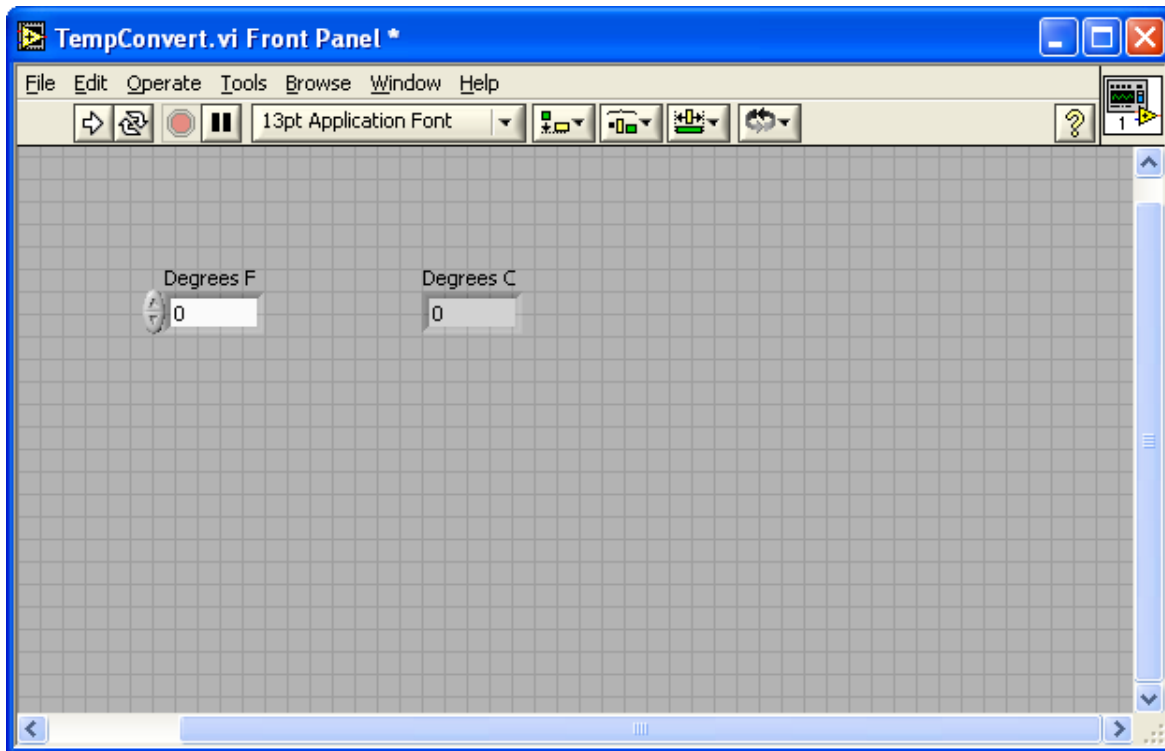 TempConvert.vi Front Panel *
File Edit Operate Tools Browse Window Help
13pt Application Font
?
1
Degrees F
Degrees C
0
0